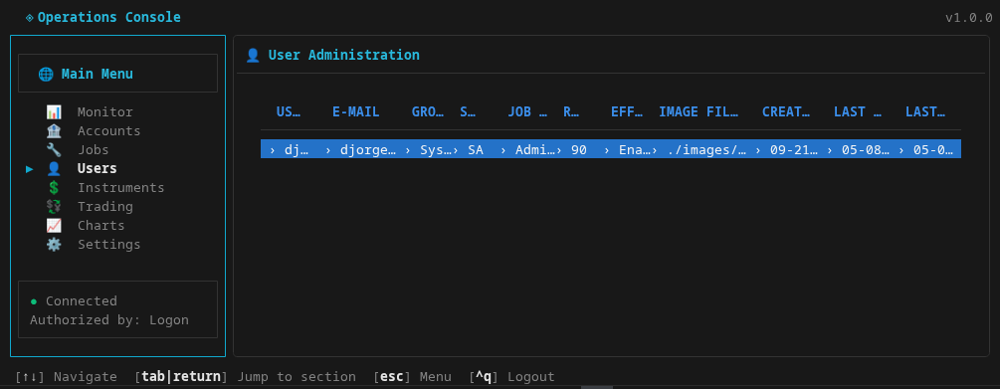 Operations Console
v1.0.0
Main Menu
Monitor
Accounts
Jobs
Users
Instruments
Trading
Charts
Settings
● Connected
Authorized by: Logon
User Administration
US… E-MAIL GRO… S… JOB … R… EFF… IMAGE FIL… CREAT… LAST … LAST…
› dj… › djorge… › Sys…› SA › Admi…› 90 › Ena…› ./images/… › 09-21… › 05-08… › 05-0…
[↑↓] Navigate [tab|return] Jump to section [esc] Menu [^q] Logout